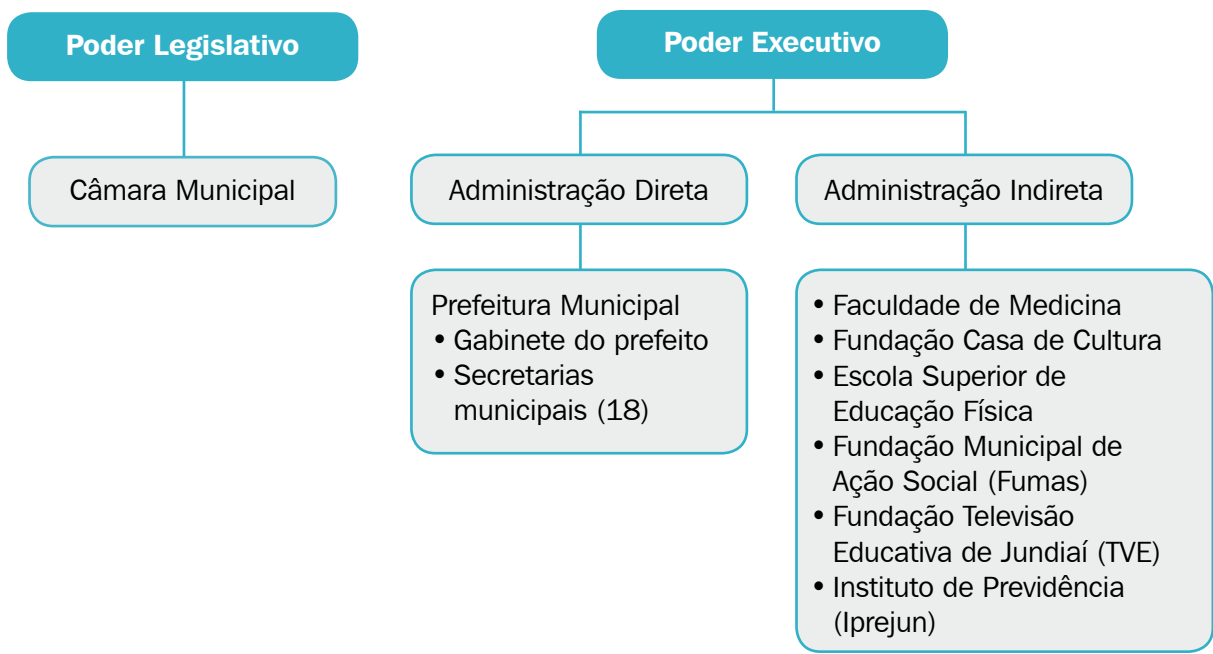 Poder Legislativo
Câmara Municipal
Poder Executivo
Administração Direta
Prefeitura Municipal
• Gabinete do prefeito
• Secretarias
municipais (18)
Administração Indireta
• Faculdade de Medicina
• Fundação Casa de Cultura
• Escola Superior de
Educação Física
• Fundação Municipal de
Ação Social (Fumas)
• Fundação Televisão
Educativa de Jundiaí (TVE)
• Instituto de Previdência
(Iprejun)